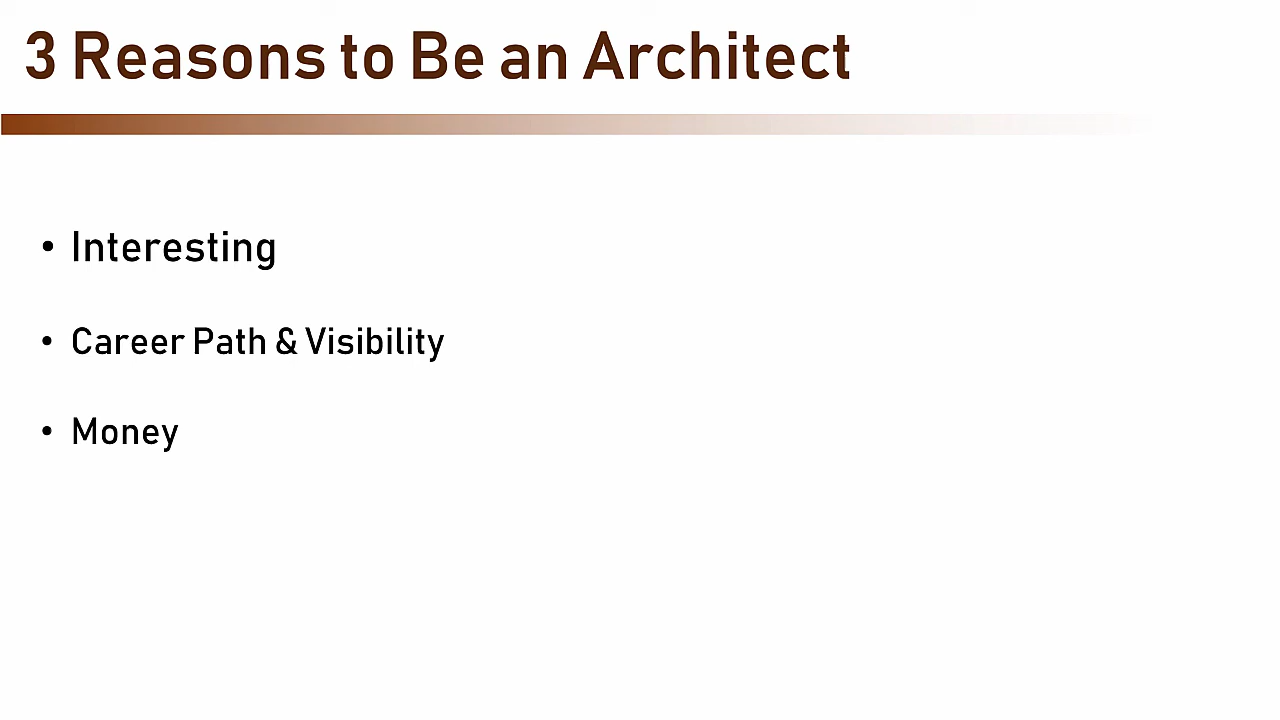 3 Reasons to Be an Architect
• Interesting
• Career Path & Visibility
• Money